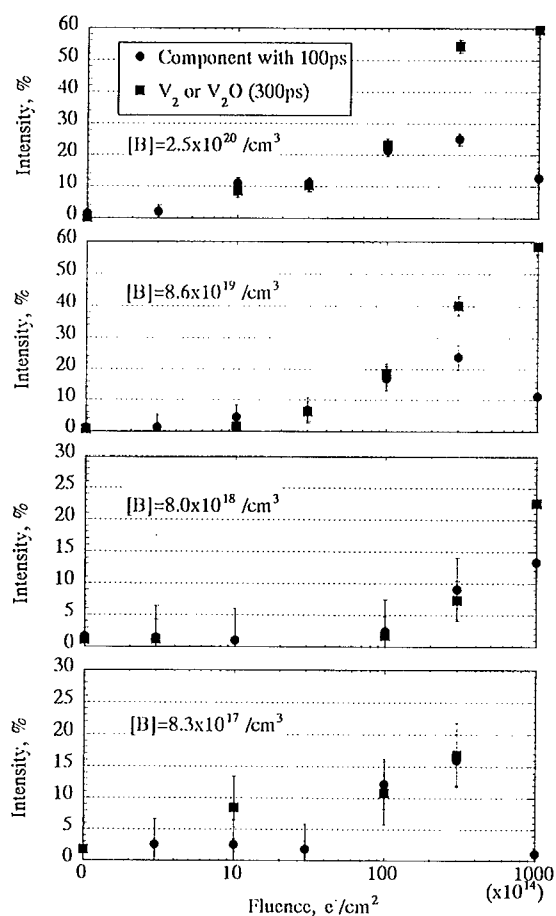 60
50
40
30
20
10
0
Intensity, %
Component with 100ps
V2 or V2O (300ps)
[B]=2.5x10^20 /cm^3
60
40
20
10
0
Intensity, %
[B]=8.6x10^19 /cm^3
30
25
20
15
10
5
0
Intensity, %
[B]=8.0x10^18 /cm^3
30
25
20
15
10
5
0
Intensity, %
[B]=8.3x10^17 /cm^3
0 10 100 1000
(x10^14)
Fluence, e-/cm^2